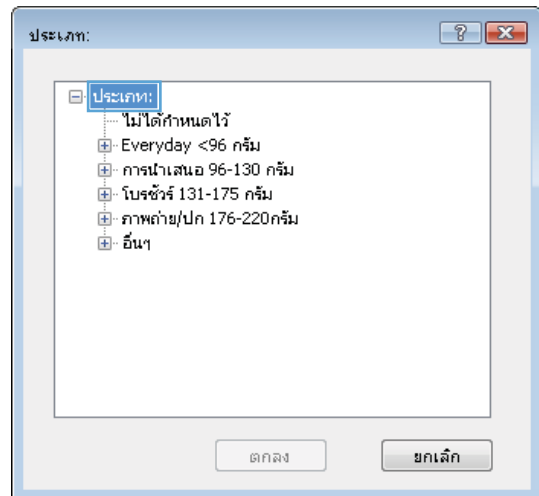 ประเภท:
ประเภท:
ไม่ได้กำหนดไว้
Everyday <96 กรัม
การนำเสนอ 96-130 กรัม
โบรชัวร์ 131-175 กรัม
ภาพถ่าย/ปก 176-220กรัม
อื่นๆ
ตกลง
ยกเลิก